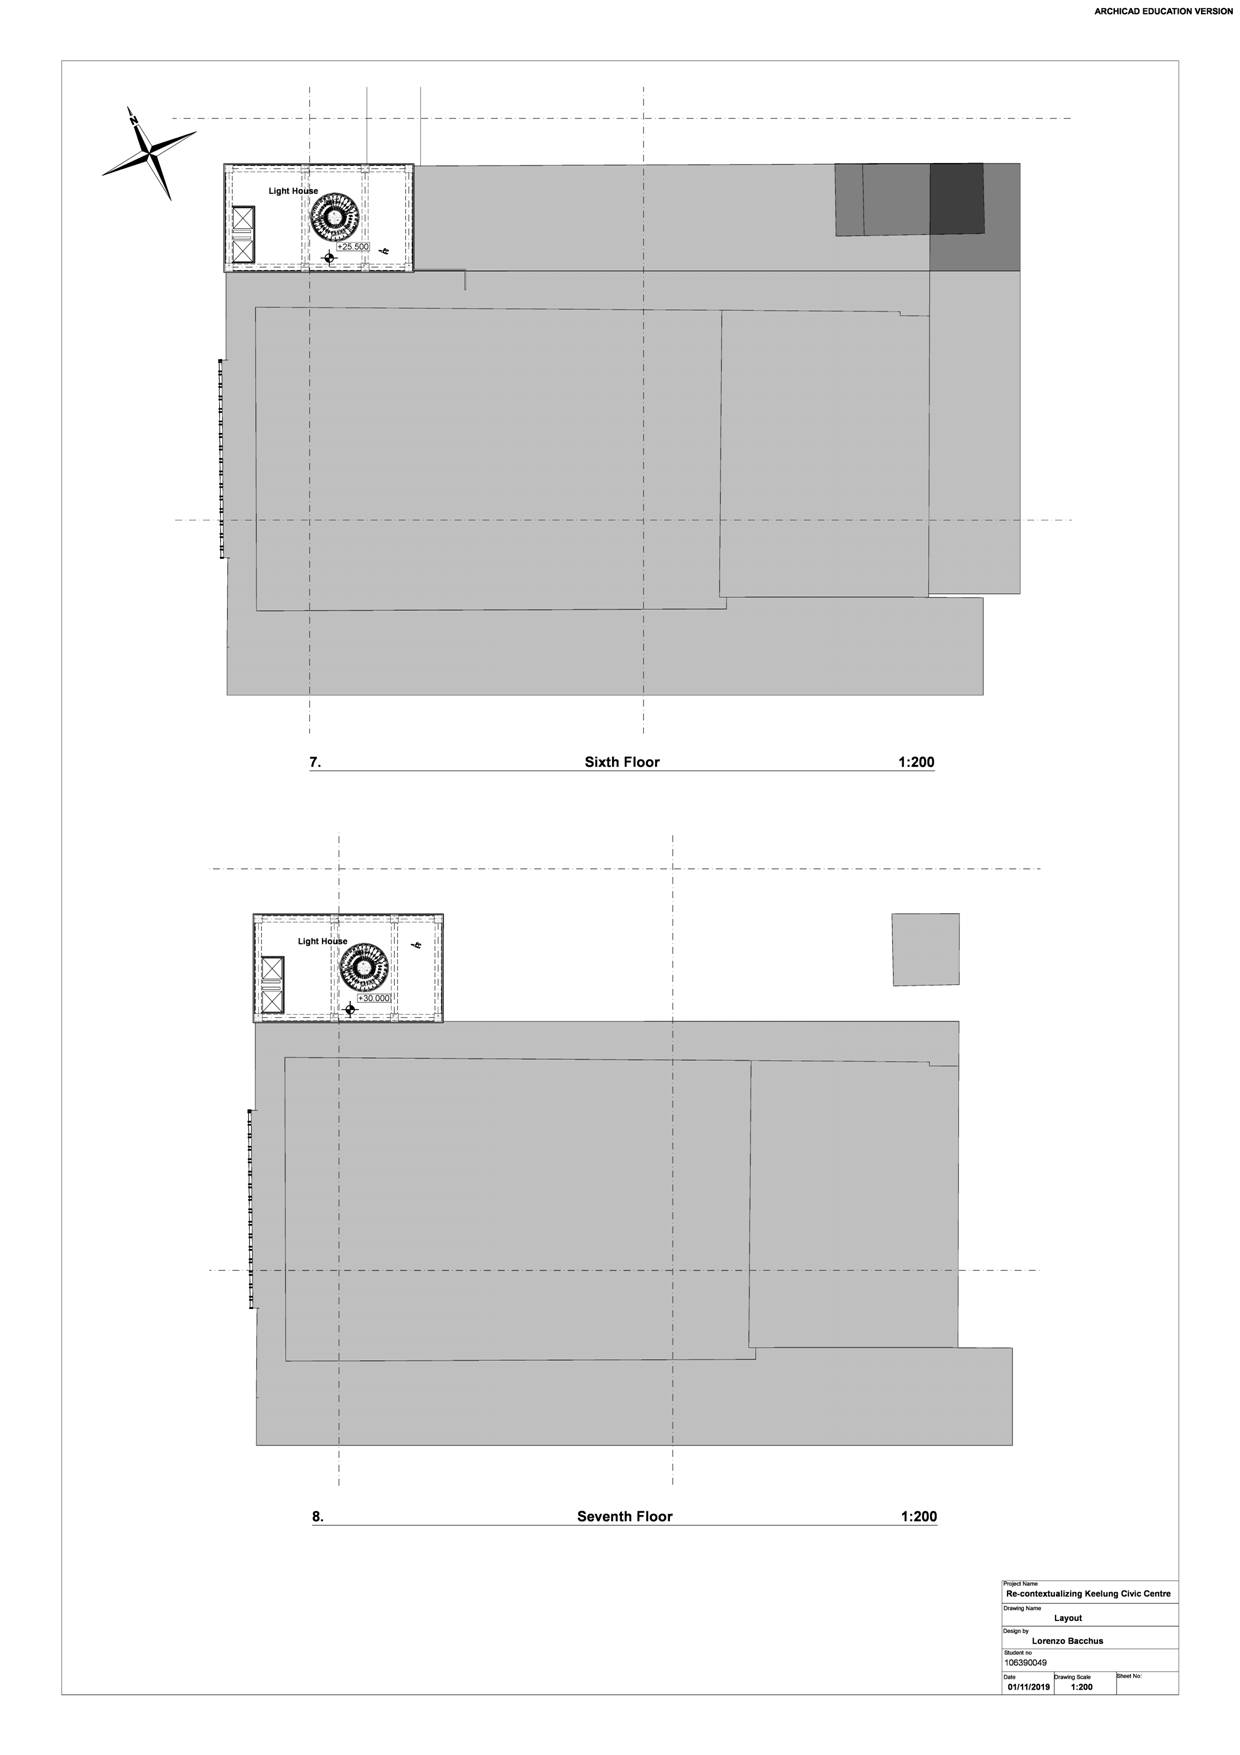 ARCHICAD EDUCATION VERSION
N
Light House
+25.500
7. Sixth Floor 1:200
Light House
+30.000
8. Seventh Floor 1:200
Project Name
Re-contextualizing Keelung Civic Centre
Drawing Name
Layout
Design by
Lorenzo Bacchus
Student no
106390049
Date Drawing Scale Sheet No:
01/11/2019 1:200